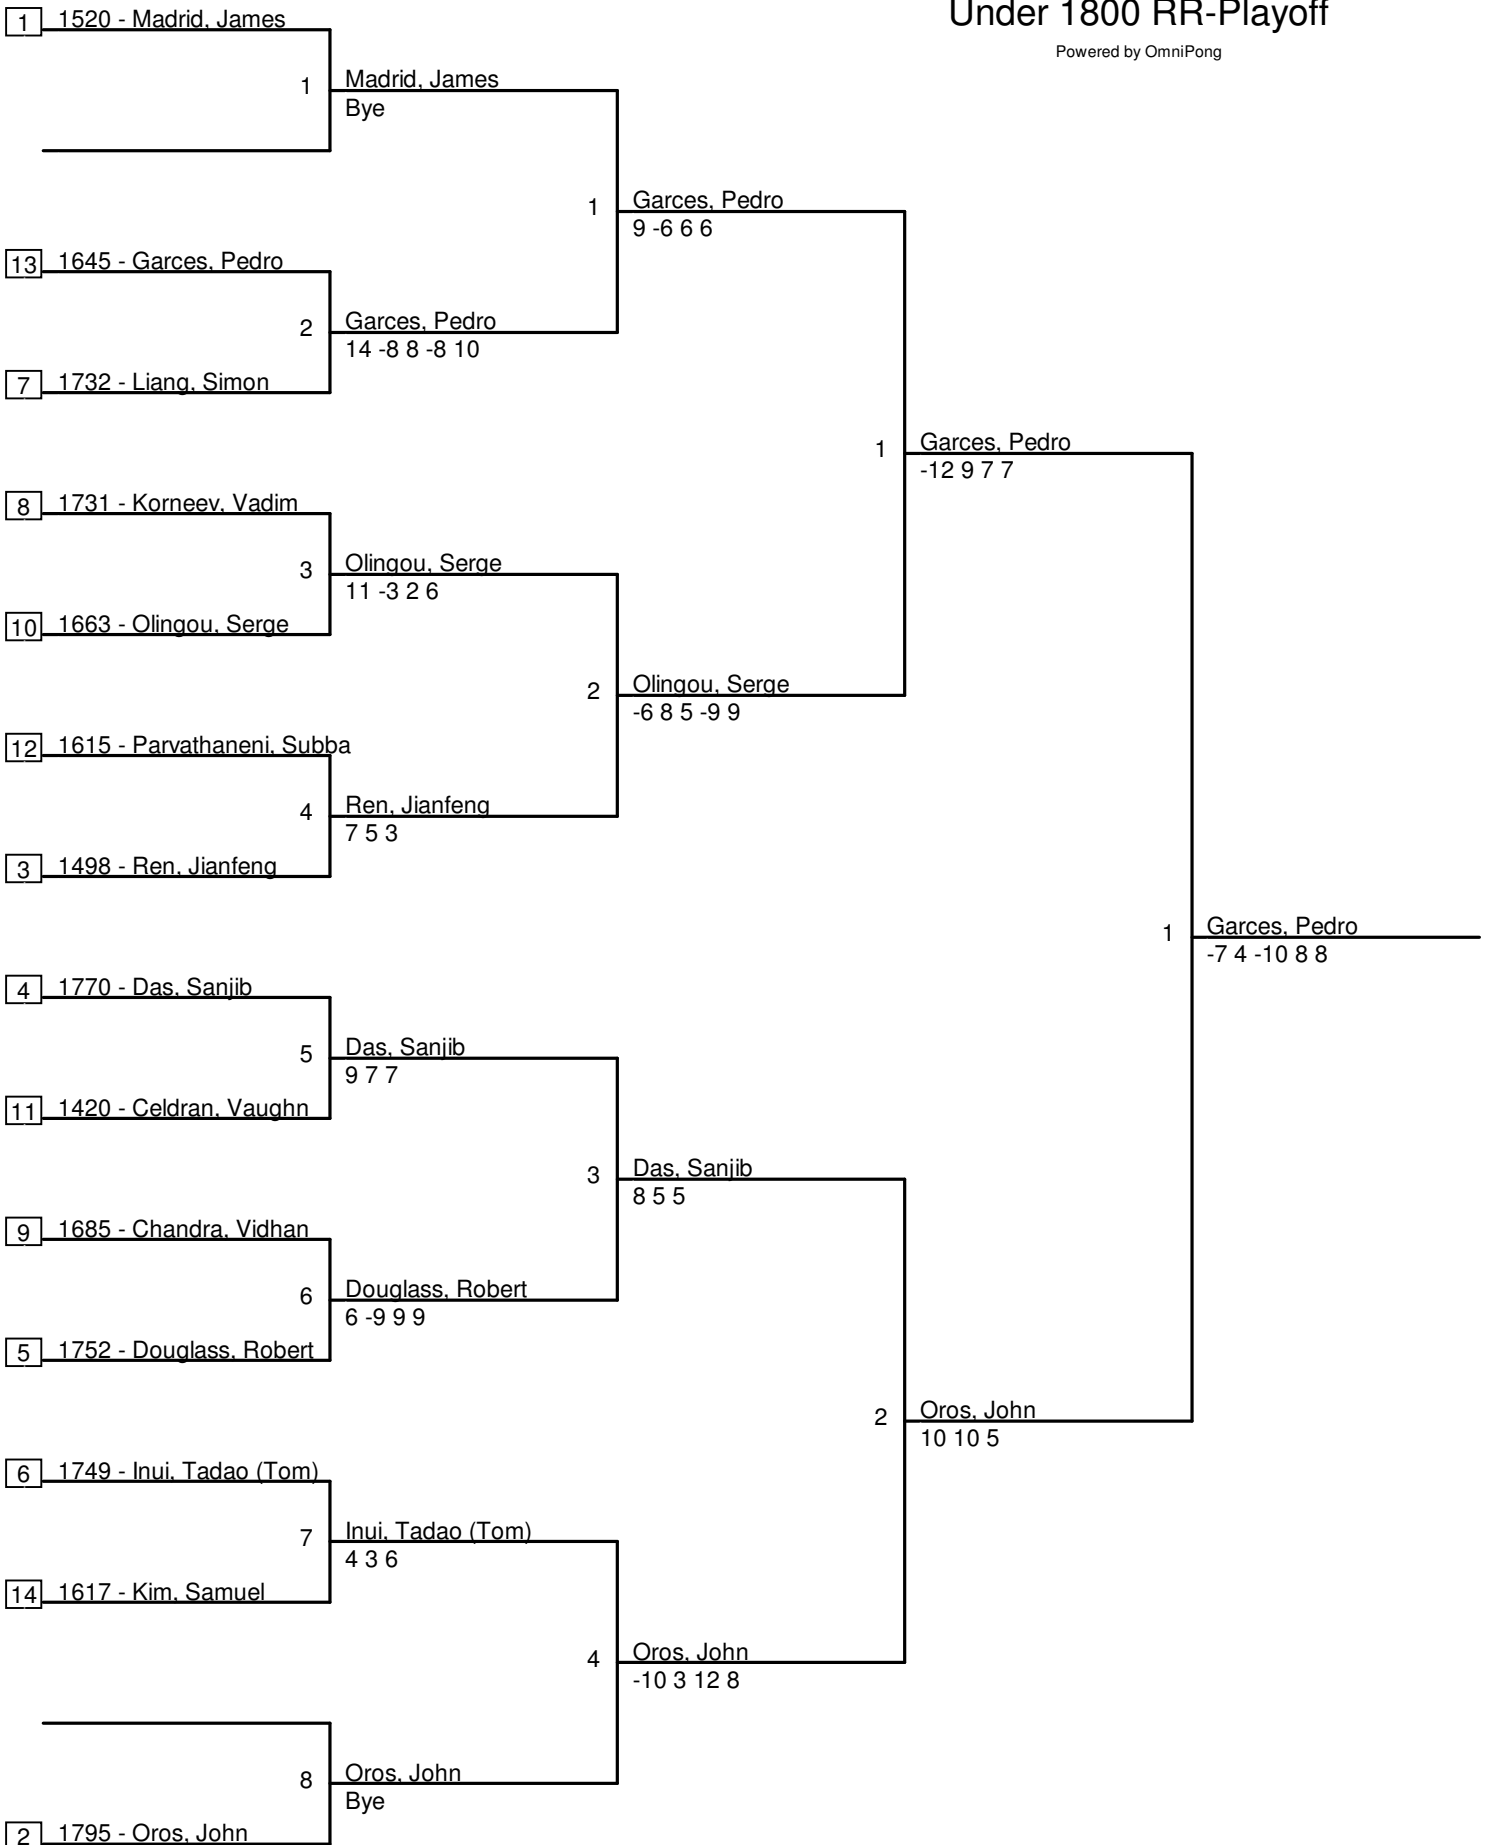 Under 1800 RR-Playoff
Powered by OmniPong
1 1520 - Madrid, James
1 Madrid, James
Bye
1 Garces, Pedro
9 -6 6 6
13 1645 - Garces, Pedro
2 Garces, Pedro
14 -8 8 -8 10
7 1732 - Liang, Simon
1 Garces, Pedro
-12 9 7 7
8 1731 - Korneev, Vadim
3 Olingou, Serge
11 -3 2 6
10 1663 - Olingou, Serge
2 Olingou, Serge
-6 8 5 -9 9
12 1615 - Parvathaneni, Subba
4 Ren, Jianfeng
7 5 3
3 1498 - Ren, Jianfeng
1 Garces, Pedro
-7 4 -10 8 8
4 1770 - Das, Sanjib
5 Das, Sanjib
9 7 7
11 1420 - Celdran, Vaughn
3 Das, Sanjib
8 5 5
9 1685 - Chandra, Vidhan
6 Douglass, Robert
6 -9 9 9
5 1752 - Douglass, Robert
2 Oros, John
10 10 5
6 1749 - Inui, Tadao (Tom)
7 Inui, Tadao (Tom)
4 3 6
14 1617 - Kim, Samuel
4 Oros, John
-10 3 12 8
8 Oros, John
Bye
2 1795 - Oros, John